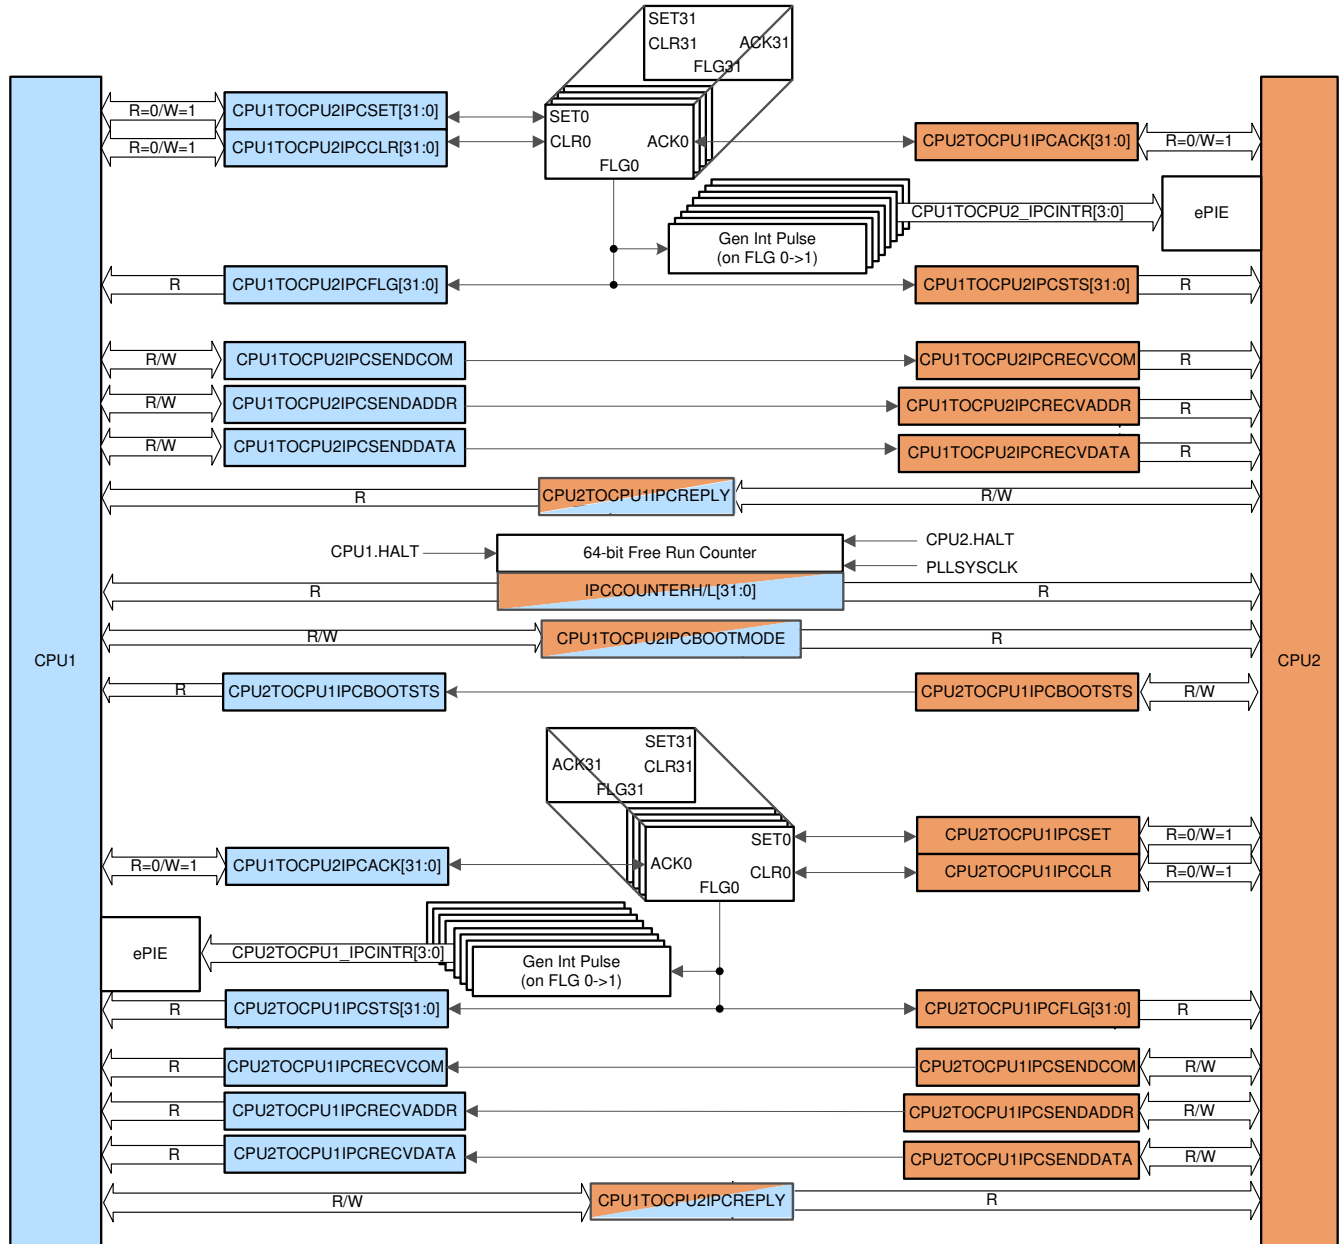 SET31
CLR31
ACK31
FLG31
R=0/W=1
CPU1TOCPU2IPCSET[31:0]
SET0
R=0/W=1
CPU1TOCPU2IPCCLR[31:0]
CLR0
ACK0
FLG0
CPU2TOCPU1IPCACK[31:0]
R=0/W=1
CPU1TOCPU2_IPCINTR[3:0]
ePIE
Gen Int Pulse
(on FLG 0->1)
R
CPU1TOCPU2IPCFLG[31:0]
CPU1TOCPU2IPCSTS[31:0]
R
R/W
CPU1TOCPU2IPCSENDCOM
CPU1TOCPU2IPCRECVCOM
R
R/W
CPU1TOCPU2IPCSENDADDR
CPU1TOCPU2IPCRECVADDR
R
R/W
CPU1TOCPU2IPCSENDDATA
CPU1TOCPU2IPCRECVDATA
R
R
CPU2TOCPU1IPCREPLY
R/W
CPU1.HALT
64-bit Free Run Counter
CPU2.HALT
PLLSYSCLK
R
IPCCOUNTERH/L[31:0]
R
R/W
CPU1TOCPU2IPCBOOTMODE
R
CPU1
CPU2
R
CPU2TOCPU1IPCBOOTSTS
CPU2TOCPU1IPCBOOTSTS
R/W
SET31
ACK31
CLR31
FLG31
SET0
CPU2TOCPU1IPCSET
R=0/W=1
R=0/W=1
CPU1TOCPU2IPCACK[31:0]
ACK0
CLR0
FLG0
CPU2TOCPU1IPCCLR
R=0/W=1
ePIE
CPU2TOCPU1_IPCINTR[3:0]
Gen Int Pulse
(on FLG 0->1)
R
CPU2TOCPU1IPCSTS[31:0]
CPU2TOCPU1IPCFLG[31:0]
R
R
CPU2TOCPU1IPCRECVCOM
CPU2TOCPU1IPCSENDCOM
R/W
R
CPU2TOCPU1IPCRECVADDR
CPU2TOCPU1IPCSENDADDR
R/W
R
CPU2TOCPU1IPCRECVDATA
CPU2TOCPU1IPCSENDDATA
R/W
R/W
CPU1TOCPU2IPCREPLY
R